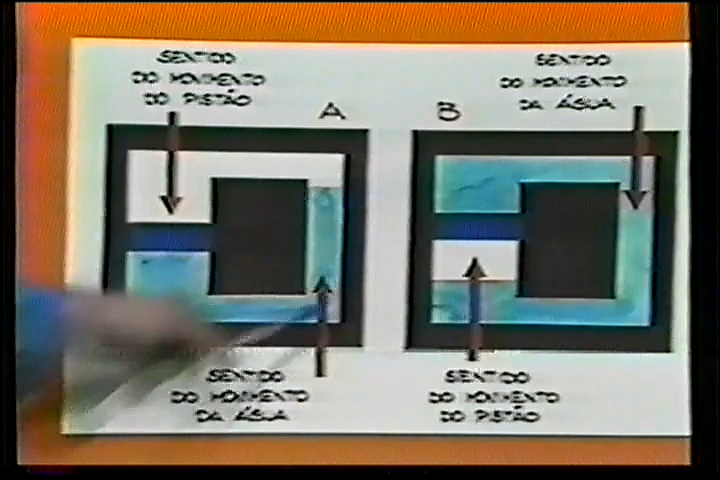 SENTIDO
DO MOVIMENTO
DO PISTÃO
A
SENTIDO
DO MOVIMENTO
DA ÁGUA
B
SENTIDO
DO MOVIMENTO
DA ÁGUA
SENTIDO
DO MOVIMENTO
DO PISTÃO